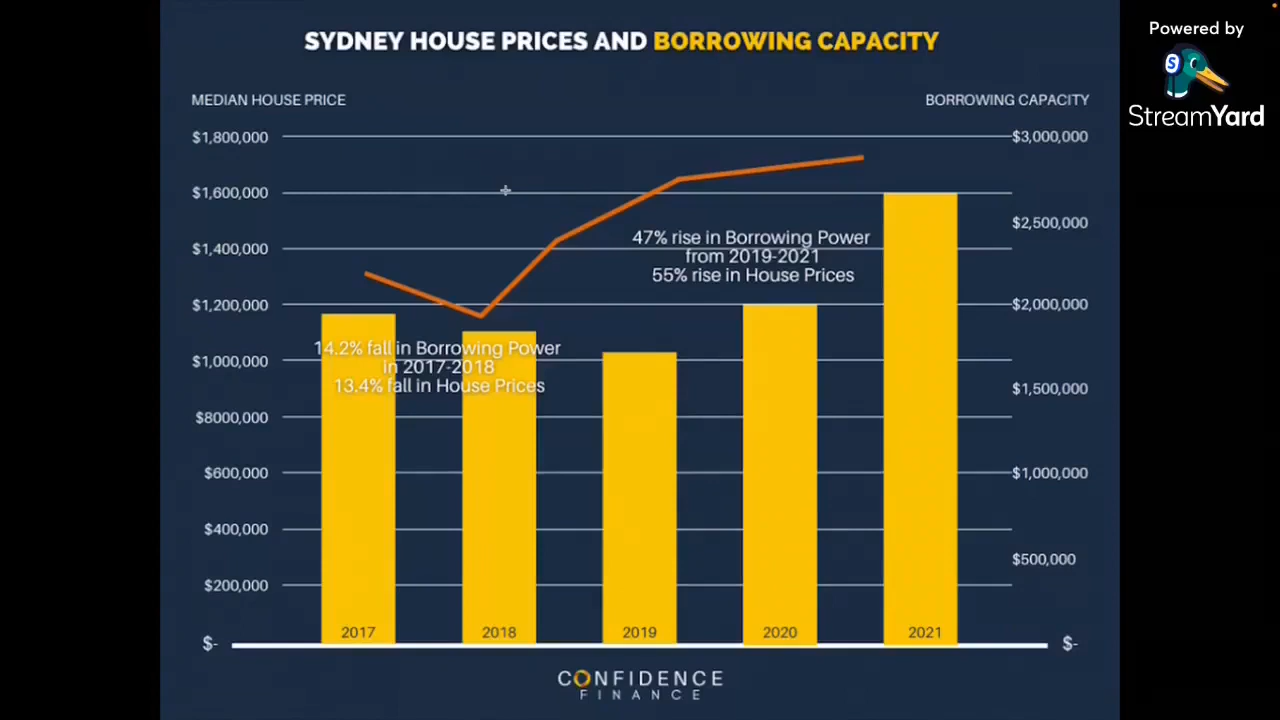 SYDNEY HOUSE PRICES AND BORROWING CAPACITY
Powered by
S
StreamYard
MEDIAN HOUSE PRICE
BORROWING CAPACITY
$1,800,000
$3,000,000
$1,600,000
$2,500,000
47% rise in Borrowing Power
from 2019-2021
55% rise in House Prices
$1,400,000
$1,200,000
$2,000,000
14.2% fall in Borrowing Power
in 2017-2018
13.4% fall in House Prices
$1,000,000
$1,500,000
$8000,000
$600,000
$1,000,000
$400,000
$500,000
$200,000
2017 2018 2019 2020 2021
$-
$-
CONFIDENCE
FINANCE